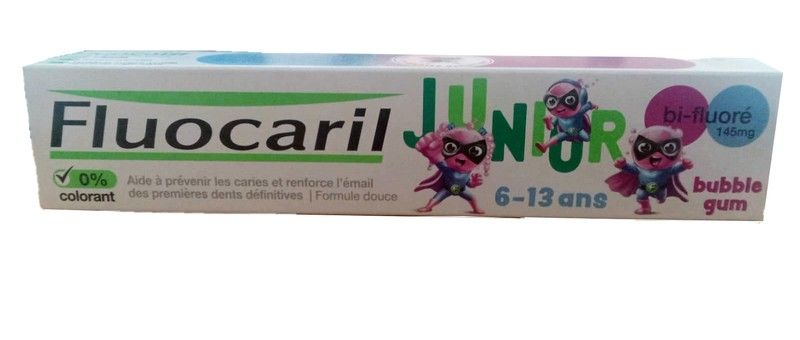 Fluocaril
JUNIOR
bi-fluoré
145mg
0%
colorant
Aide à prévenir les caries et renforce l'émail
des premières dents définitives | Formule douce
6-13 ans
bubble
gum